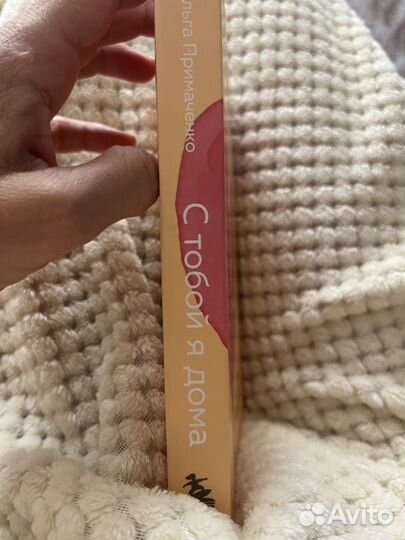 льга Примаченко
С тобой я дома
Avito